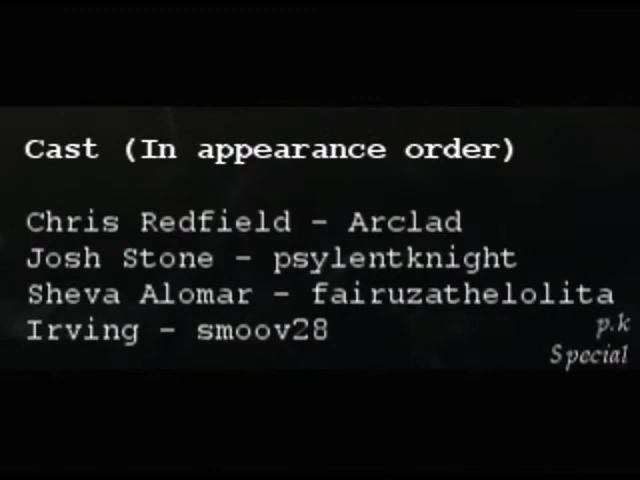 Cast (In appearance order)
Chris Redfield - Arclad
Josh Stone - psylentknight
Sheva Alomar - fairuzathelolita
Irving - smoov28
p.k
Special